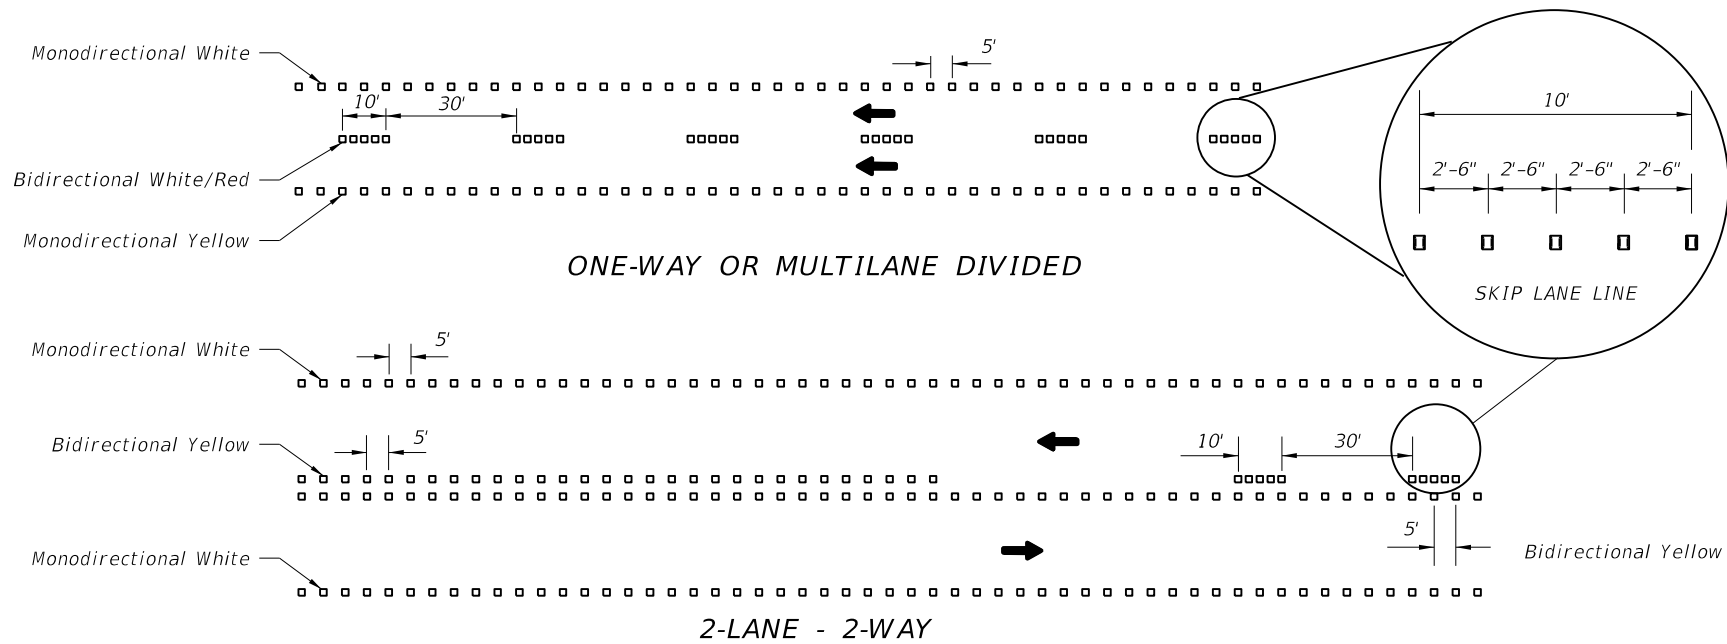 Monodirectional White
5'
10'
30'
Bidirectional White/Red
Monodirectional Yellow
ONE-WAY OR MULTILANE DIVIDED
10'
2'-6" 2'-6" 2'-6" 2'-6"
SKIP LANE LINE
Monodirectional White
5'
Bidirectional Yellow
5'
10'
30'
5'
Bidirectional Yellow
Monodirectional White
2-LANE - 2-WAY